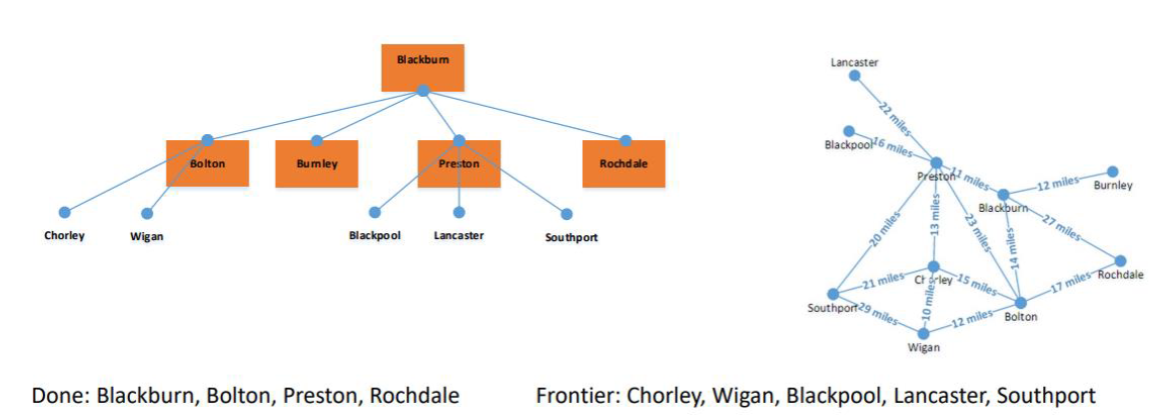 Blackburn
Bolton
Burnley
Preston
Rochdale
Chorley
Wigan
Blackpool
Lancaster
Southport
Lancaster
22 miles
Blackpool
16 miles
Preston
11 miles
Blackburn
12 miles
Burnley
27 miles
20 miles
13 miles
23 miles
14 miles
Rochdale
21 miles
Chorley
15 miles
17 miles
Southport
29 miles
10 miles
12 miles
Bolton
Wigan
Done: Blackburn, Bolton, Preston, Rochdale
Frontier: Chorley, Wigan, Blackpool, Lancaster, Southport